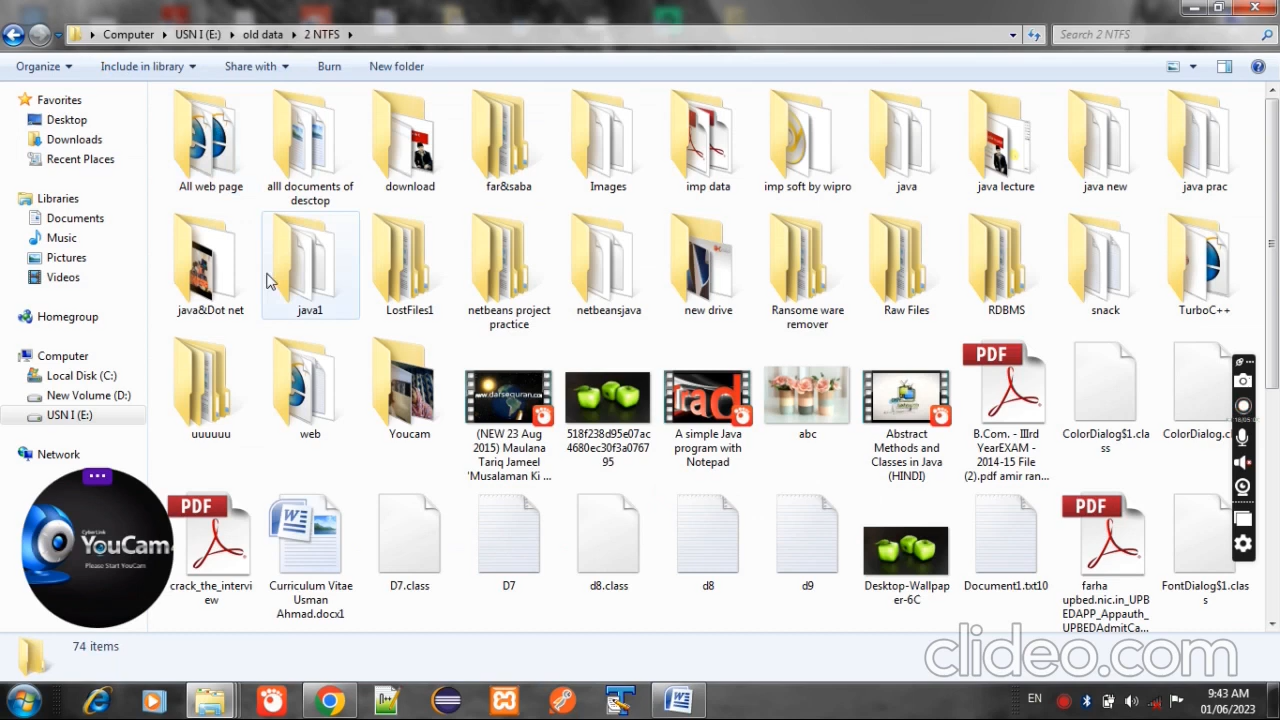 Computer ▸ USN I (E:) ▸ old data ▸ 2 NTFS ▸
Search 2 NTFS
Organize Include in library Share with Burn New folder
Favorites
Desktop
Downloads
Recent Places
Libraries
Documents
Music
Pictures
Videos
Homegroup
Computer
Local Disk (C:)
New Volume (D:)
USN I (E:)
Network
All web page
alll documents of
desctop
download
far&saba
Images
imp data
imp soft by wipro
java
java lecture
java new
java prac
java&Dot net
java1
LostFiles1
netbeans project
practice
netbeansjava
new drive
Ransome ware
remover
Raw Files
RDBMS
snack
TurboC++
uuuuuu
web
Youcam
www.darsequran.com
(NEW 23 Aug
2015) Maulana
Tariq Jameel
'Musalaman Ki ...
518f238d95e07ac
4680ec30f3a0767
95
rad
A simple Java
program with
Notepad
abc
Abstract
Methods and
Classes in Java
(HINDI)
PDF
B.Com. - IIIrd
YearEXAM -
2014-15 File
(2).pdf amir ran...
ColorDialog$1.cla
ss
ColorDialog.c
PDF
crack_the_intervi
ew
Curriculum Vitae
Usman
Ahmad.docx1
D7.class
D7
d8.class
d8
d9
Desktop-Wallpap
er-6C
Document1.txt10
PDF
farha
upbed.nic.in_UPB
EDAPP_Appauth_
UPBEDAdmitCa...
FontDialog$1.clas
s
CyberLink
YouCam
Please Start YouCam
74 items
clideo.com
EN
9:43 AM
01/06/2023